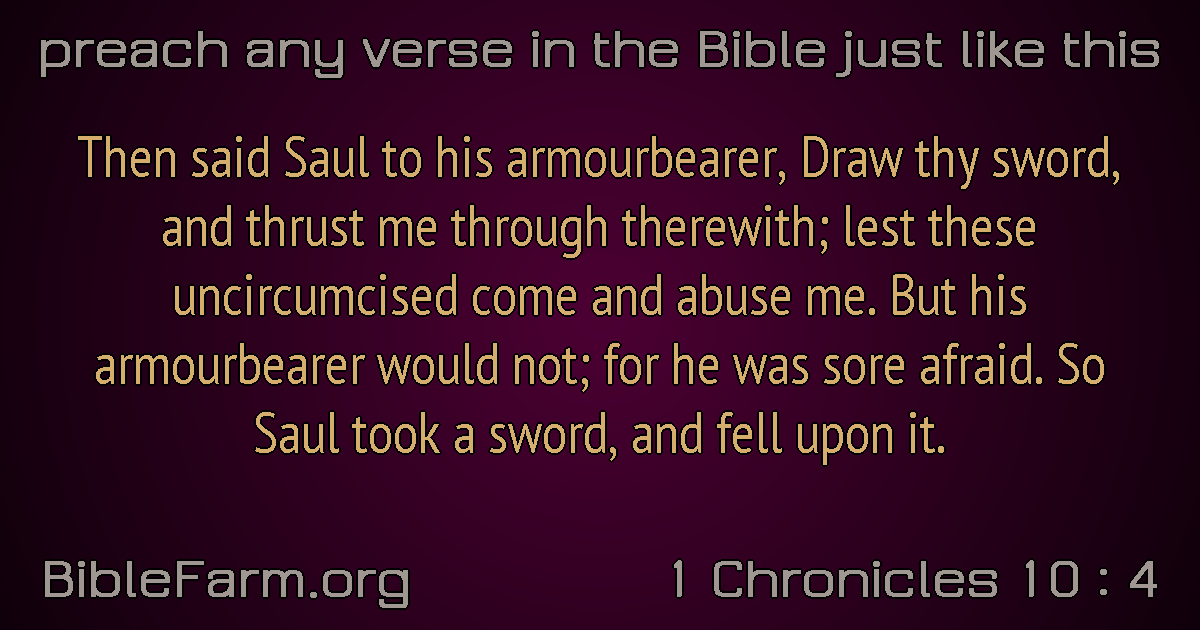 preach any verse in the Bible just like this
Then said Saul to his armourbearer, Draw thy sword,
and thrust me through therewith; lest these
uncircumcised come and abuse me. But his
armourbearer would not; for he was sore afraid. So
Saul took a sword, and fell upon it.
BibleFarm.org
1 Chronicles 10 : 4